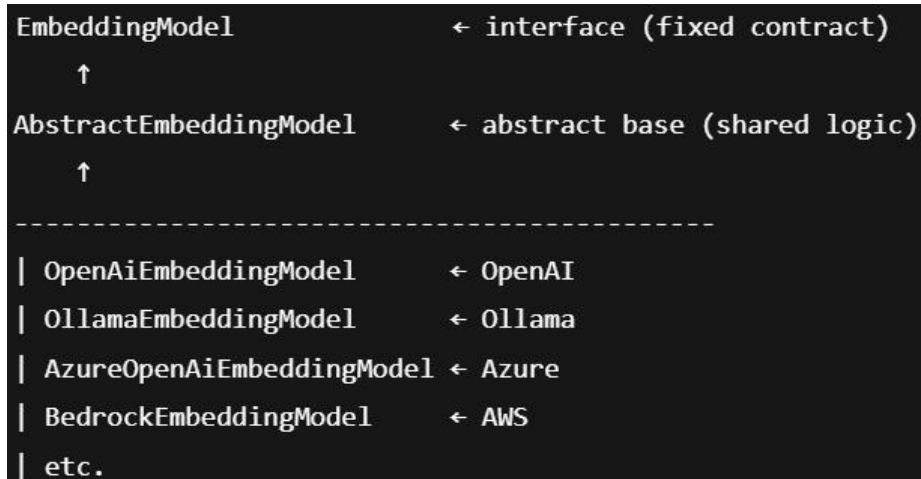 EmbeddingModel ← interface (fixed contract)
↑
AbstractEmbeddingModel ← abstract base (shared logic)
↑
----------------------------------------------
| OpenAiEmbeddingModel ← OpenAI
| OllamaEmbeddingModel ← Ollama
| AzureOpenAiEmbeddingModel ← Azure
| BedrockEmbeddingModel ← AWS
| etc.